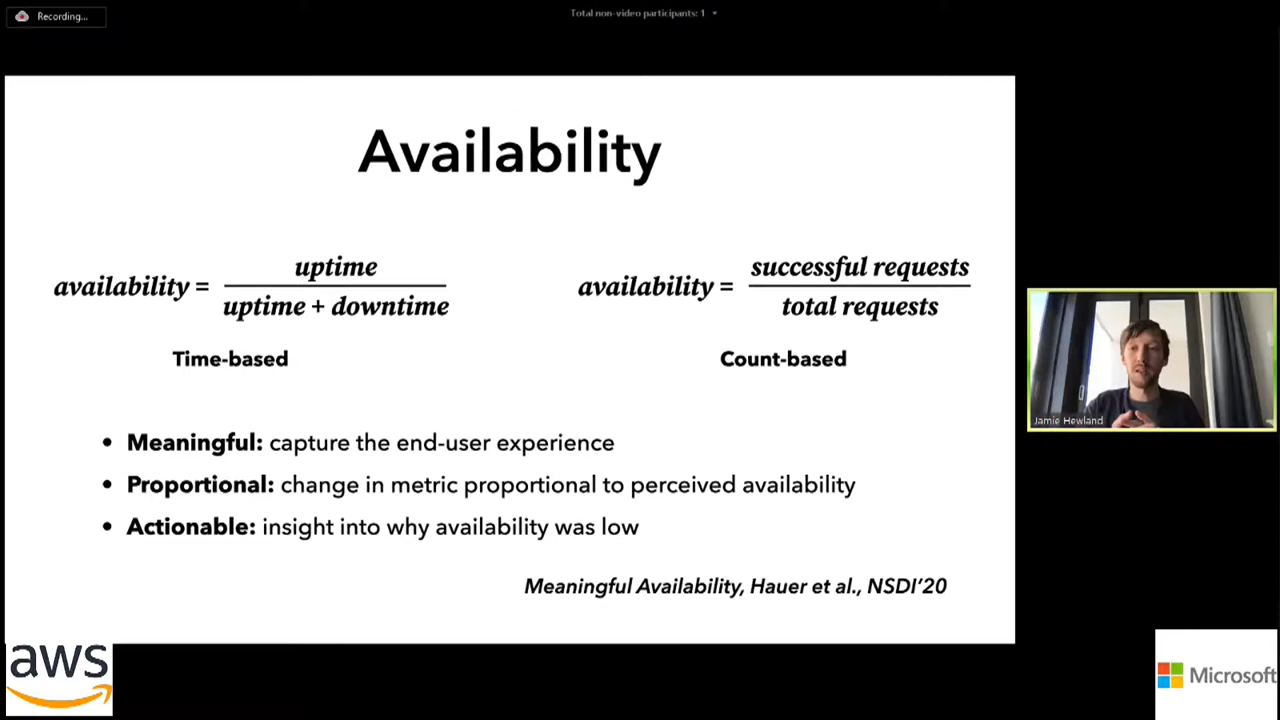 Recording...
Total non-video participants: 1
Availability
availability = uptime / uptime + downtime
availability = successful requests / total requests
Time-based
Count-based
• Meaningful: capture the end-user experience
• Proportional: change in metric proportional to perceived availability
• Actionable: insight into why availability was low
Meaningful Availability, Hauer et al., NSDI’20
Jamie Hewland
aws
Microsoft